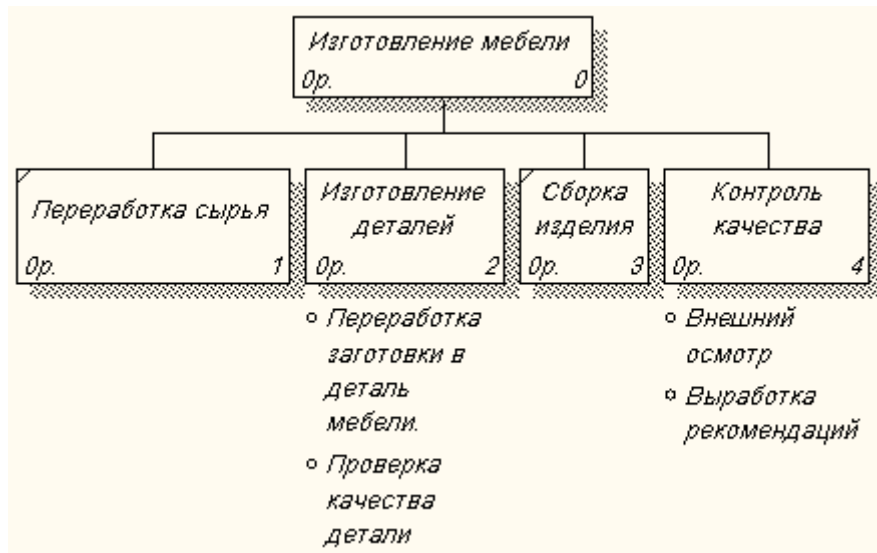 Изготовление мебели
0р. 0
Переработка сырья
0р. 1
Изготовление
деталей
0р. 2
Сборка
изделия
0р. 3
Контроль
качества
0р. 4
Переработка
заготовки в
деталь
мебели.
Проверка
качества
детали
Внешний
осмотр
Выработка
рекомендаций